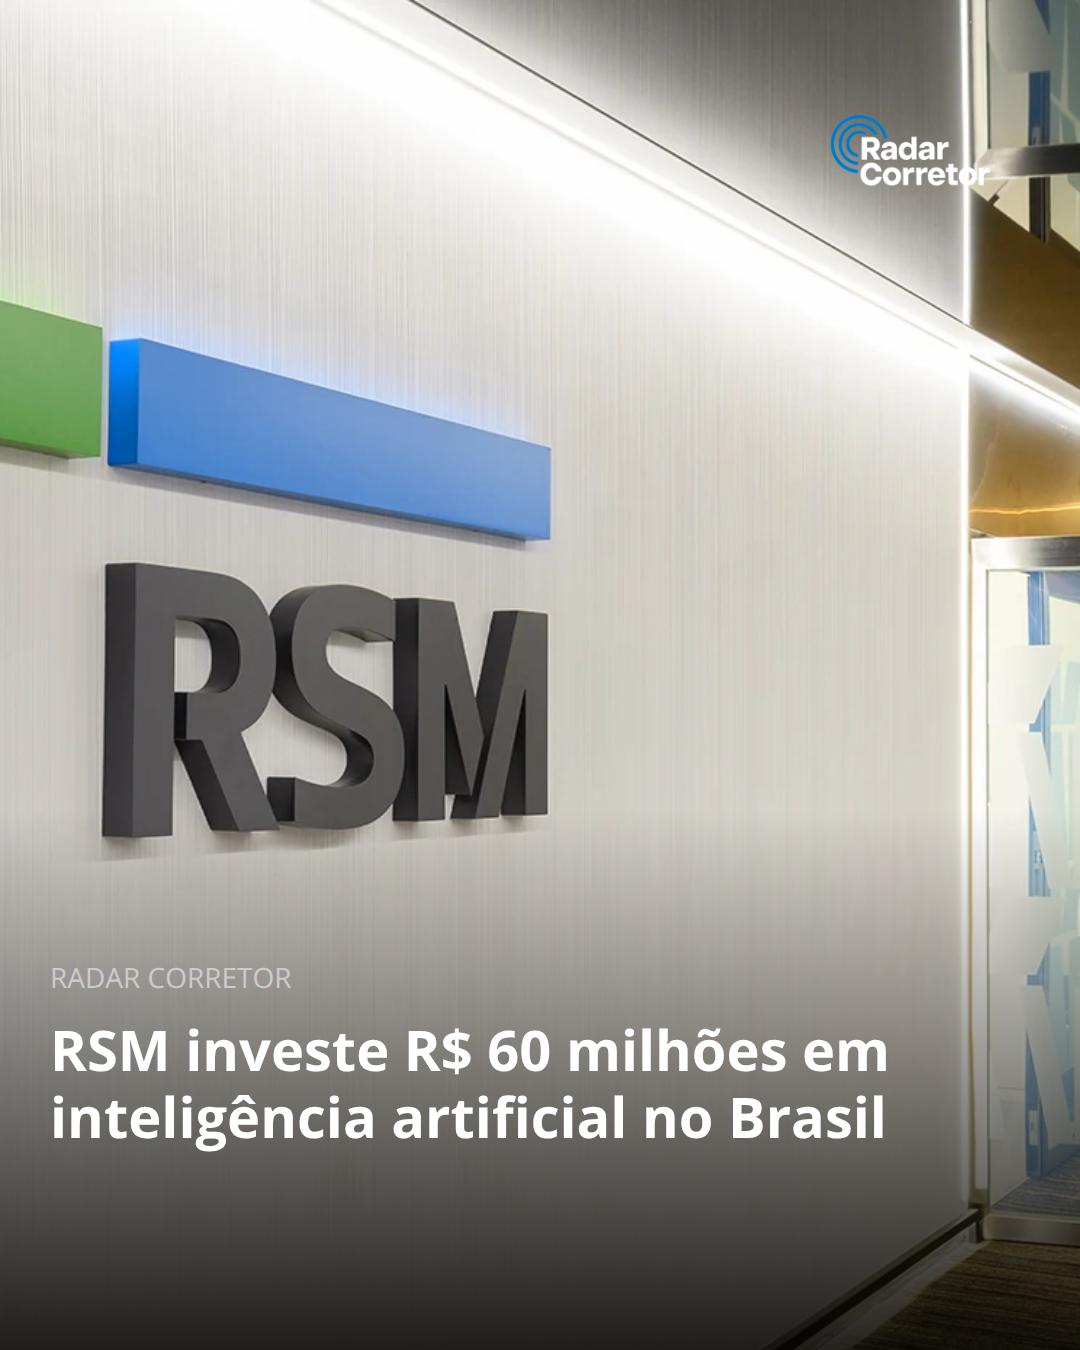 Radar
Corretor
RSM
RADAR CORRETOR
RSM investe R$ 60 milhões em
inteligência artificial no Brasil